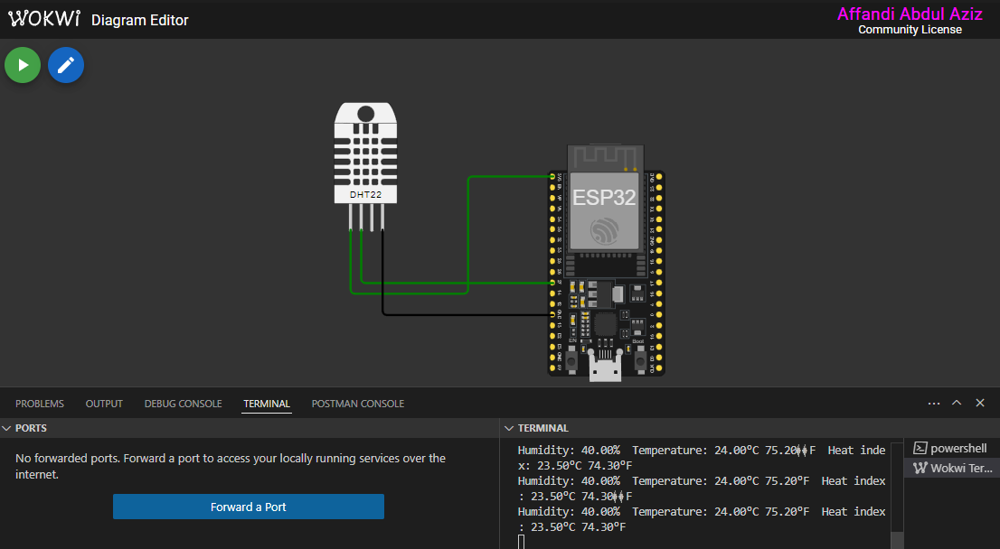 WOKWi Diagram Editor
Affandi Abdul Aziz
Community License
DHT22
ESP32
EN
Boot
PROBLEMS OUTPUT DEBUG CONSOLE TERMINAL POSTMAN CONSOLE
PORTS
No forwarded ports. Forward a port to access your locally running services over the
internet.
Forward a Port
TERMINAL
Humidity: 40.00%  Temperature: 24.00°C 75.20��F  Heat inde
x: 23.50°C 74.30°F
Humidity: 40.00%  Temperature: 24.00°C 75.20°F  Heat index
: 23.50°C 74.30��F
Humidity: 40.00%  Temperature: 24.00°C 75.20°F  Heat index
: 23.50°C 74.30°F
powershell
Wokwi Ter...